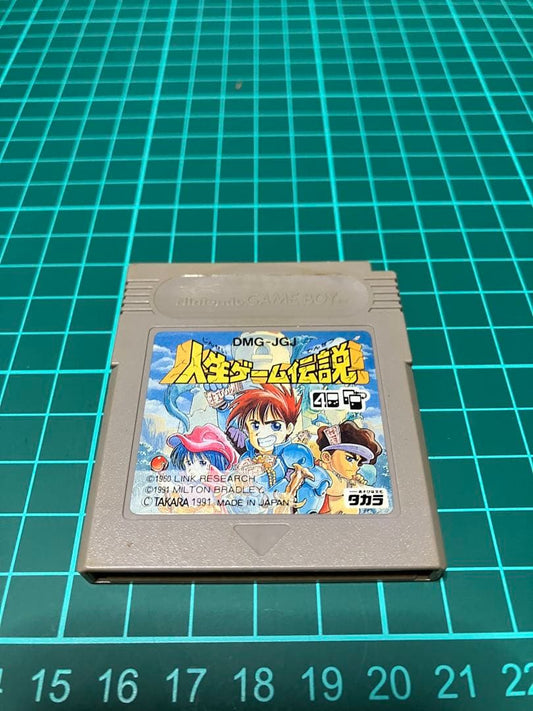 Nintendo GAME BOY
DMG-JGJ
人生ゲーム伝説!
4
©1960 LINK RESEARCH.
©1991 MILTON BRADLEY.
© TAKARA 1991 MADE IN JAPAN
タカラ
15 16 17 18 19 20 21 22